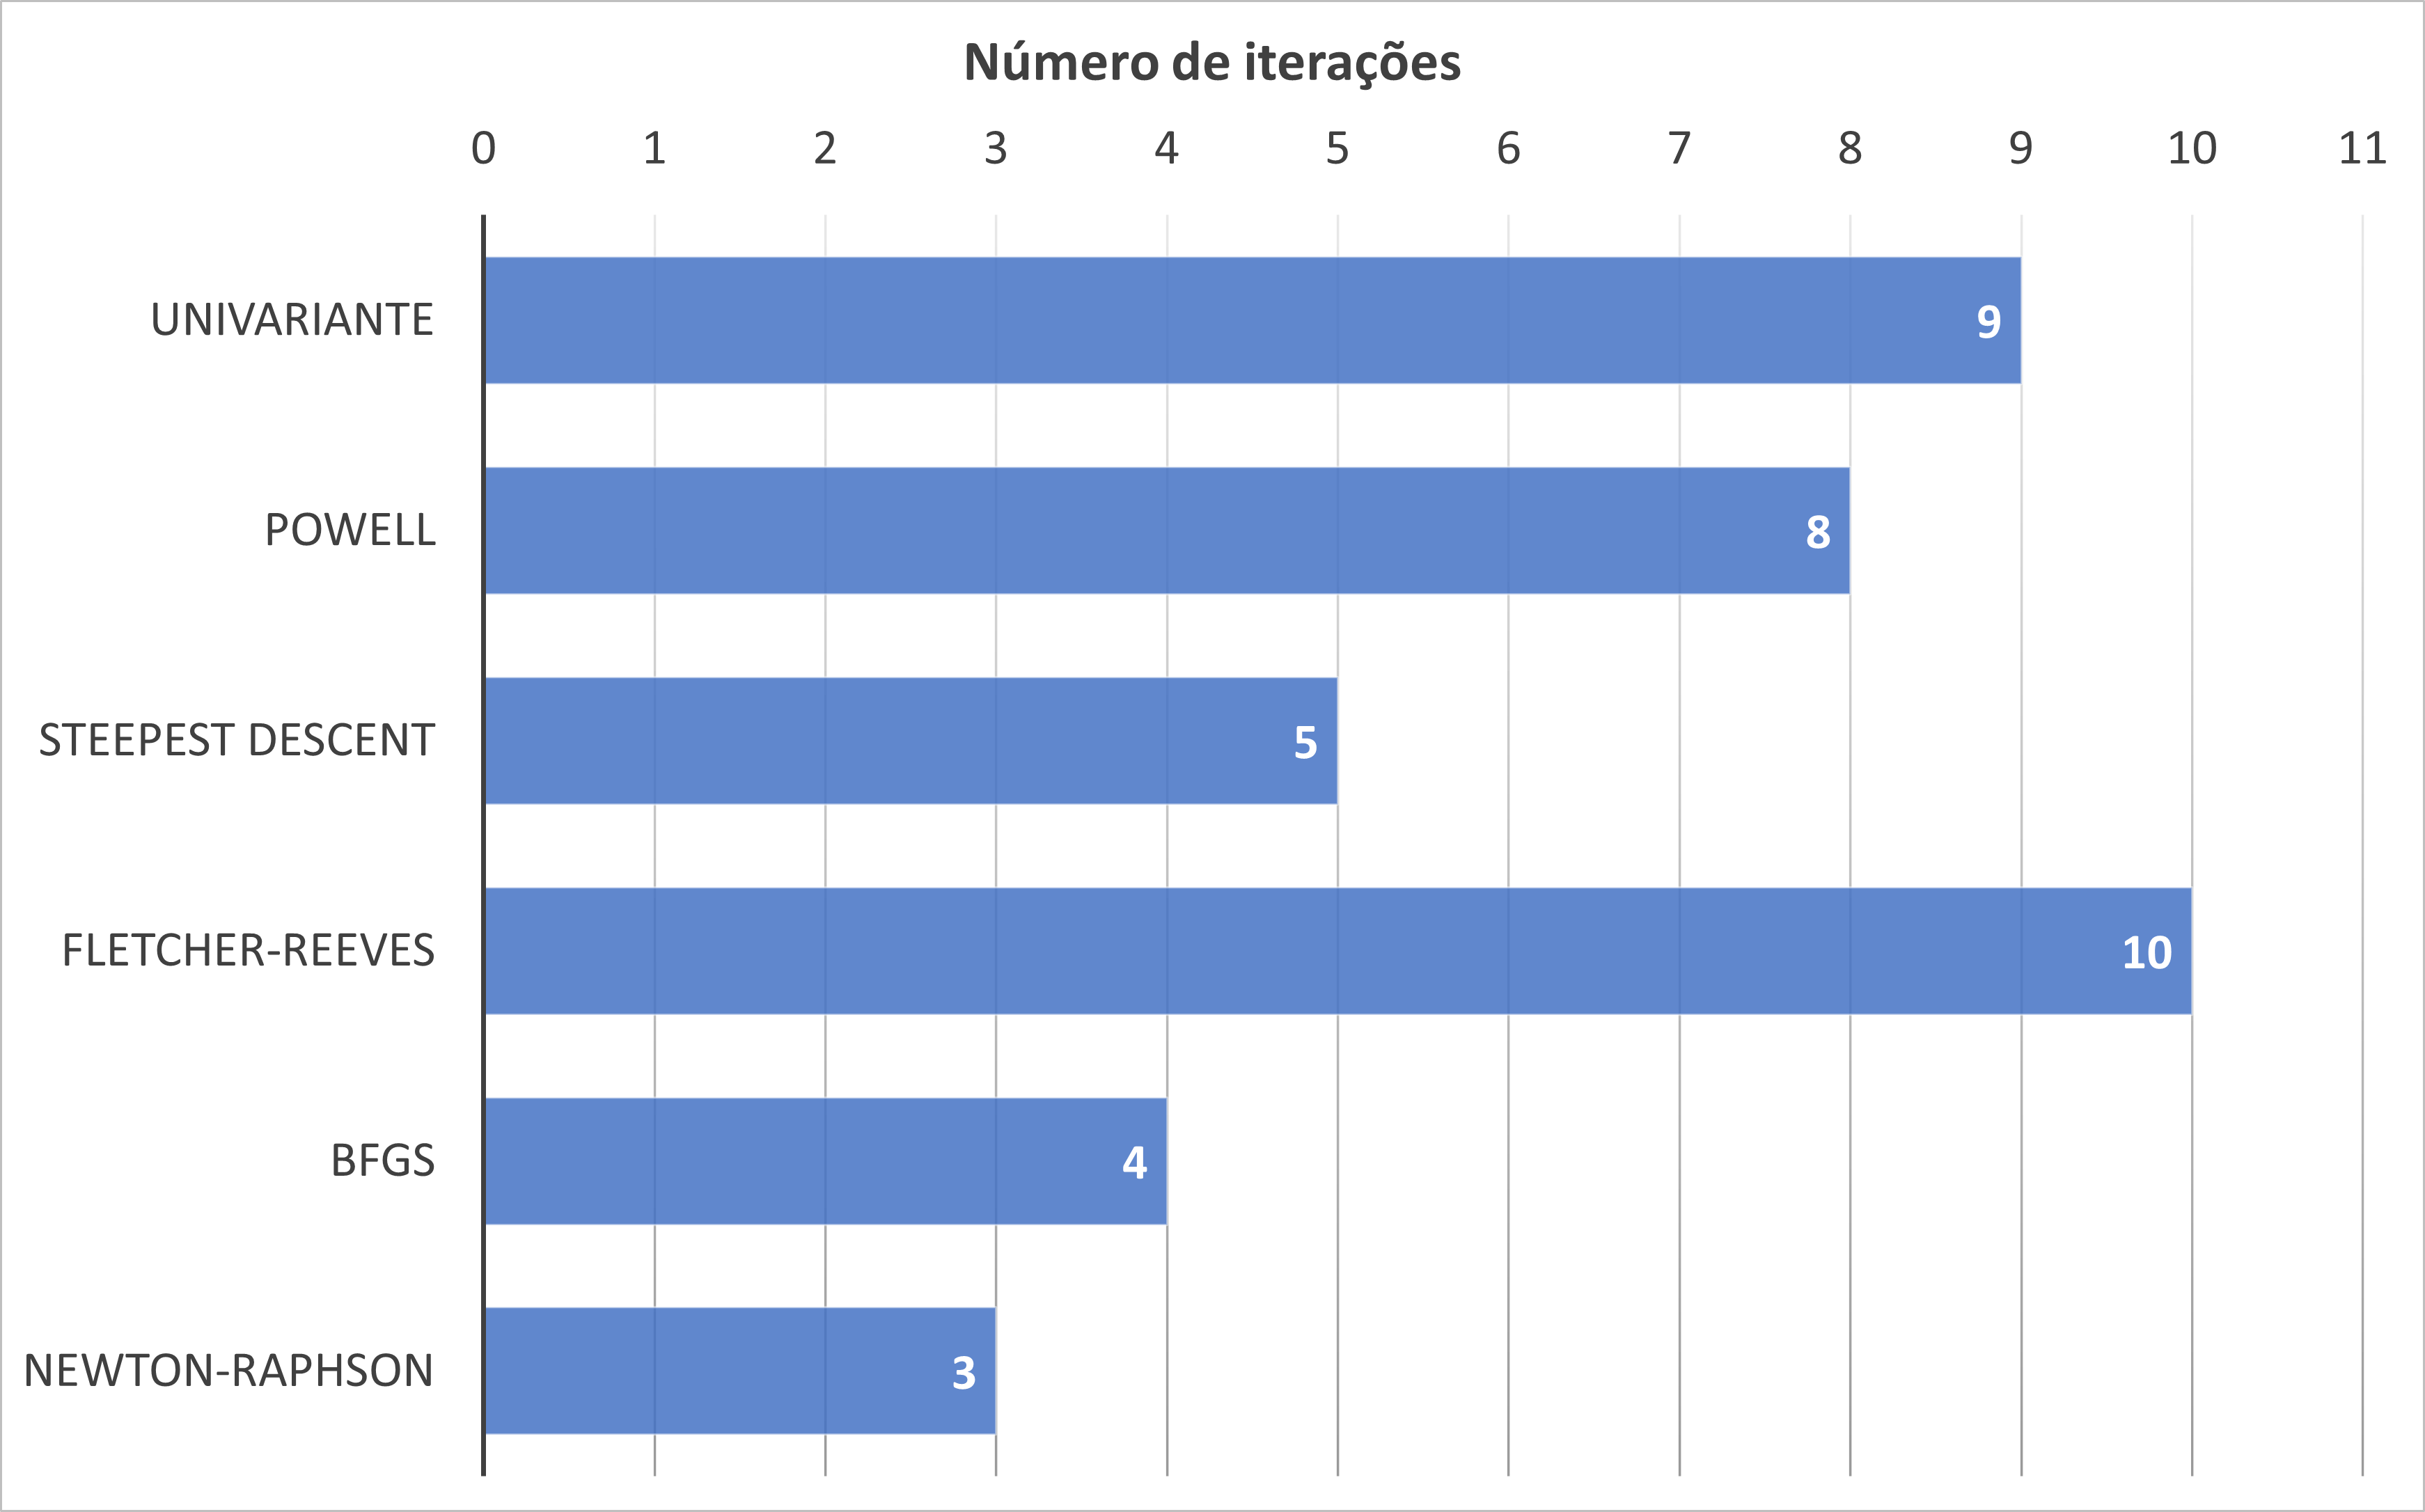 Número de iterações
0 1 2 3 4 5 6 7 8 9 10 11
UNIVARIANTE 9
POWELL 8
STEEPEST DESCENT 5
FLETCHER-REEVES 10
BFGS 4
NEWTON-RAPHSON 3